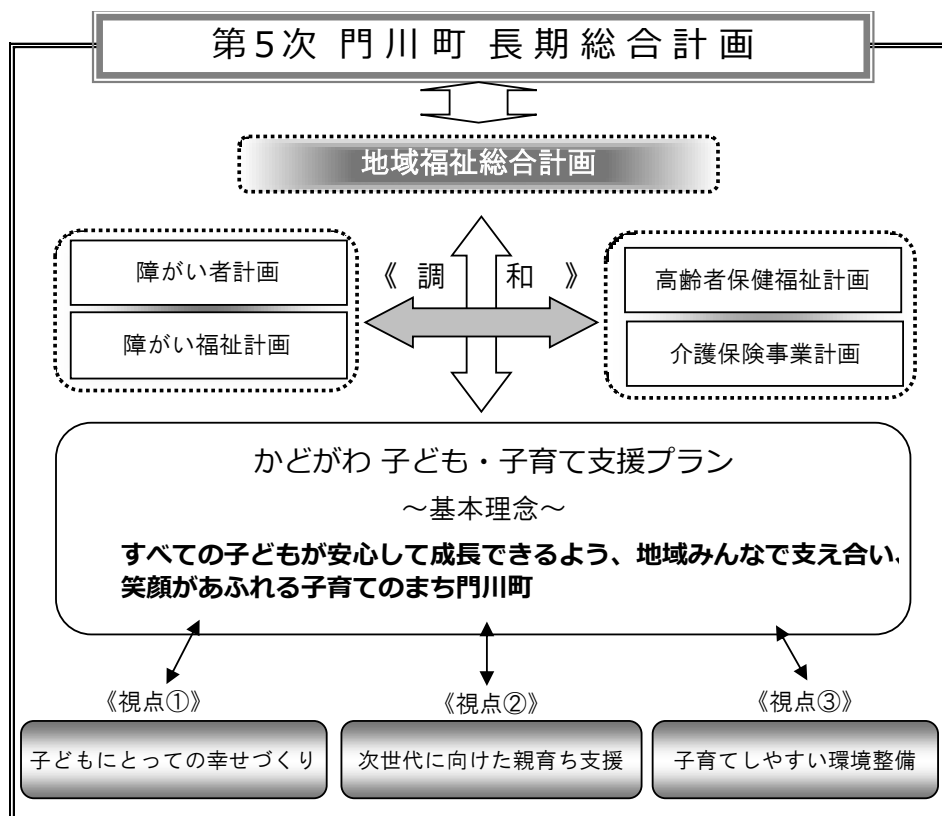 第5次 門川町 長期総合計画
地域福祉総合計画
障がい者計画
障がい福祉計画
《 調 和 》
高齢者保健福祉計画
介護保険事業計画
かどがわ 子ども・子育て支援プラン
～基本理念～
すべての子どもが安心して成長できるよう、地域みんなで支え合い、
笑顔があふれる子育てのまち門川町
《視点①》
子どもにとっての幸せづくり
《視点②》
次世代に向けた親育ち支援
《視点③》
子育てしやすい環境整備